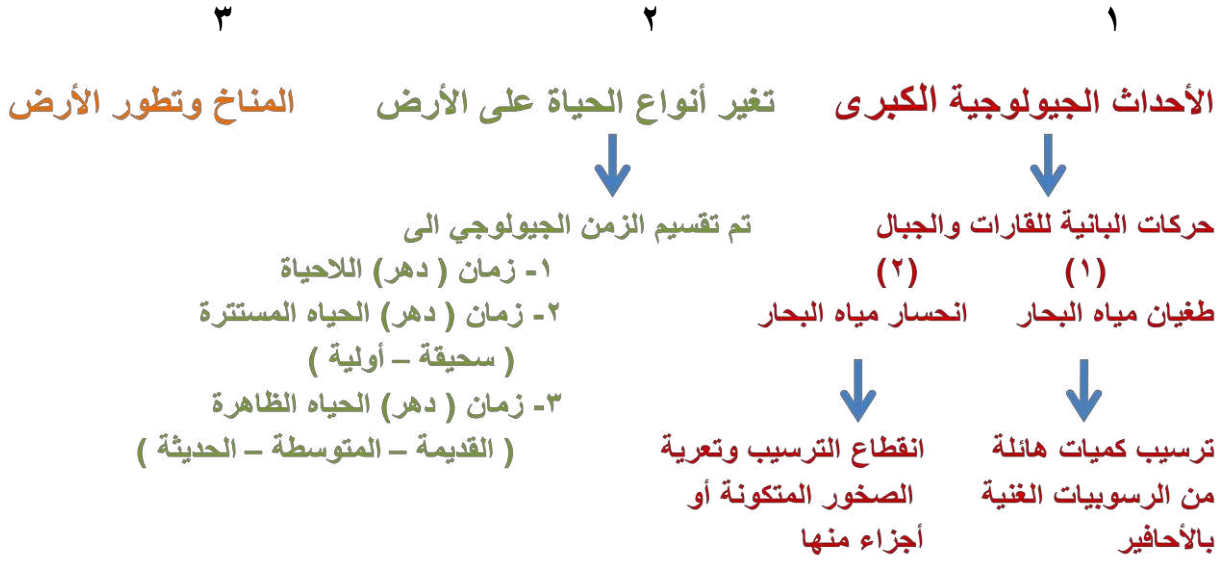 ١ ٢ ٣
الأحداث الجيولوجية الكبرى تغير أنواع الحياة على الأرض المناخ وتطور الأرض
حركات البانية للقارات والجبال تم تقسيم الزمن الجيولوجي الى
(١) (٢) ١- زمان ( دهر) اللاحياة
طغيان مياه البحار انحسار مياه البحار ٢- زمان ( دهر) الحياه المستترة
( سحيقة – أولية )
٣- زمان ( دهر) الحياه الظاهرة
ترسيب كميات هائلة انقطاع الترسيب وتعرية ( القديمة – المتوسطة – الحديثة )
من الرسوبيات الغنية الصخور المتكونة أو
بالأحافير أجزاء منها